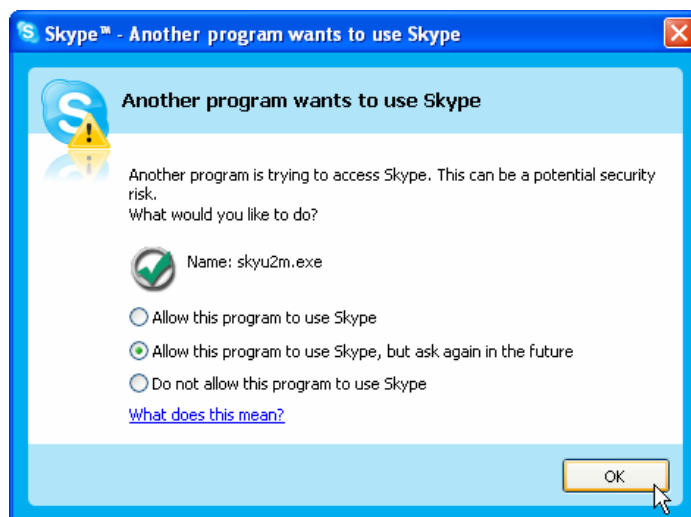 Skype™ - Another program wants to use Skype
Another program wants to use Skype
Another program is trying to access Skype. This can be a potential security
risk.
What would you like to do?
Name: skyu2m.exe
Allow this program to use Skype
Allow this program to use Skype, but ask again in the future
Do not allow this program to use Skype
What does this mean?
OK